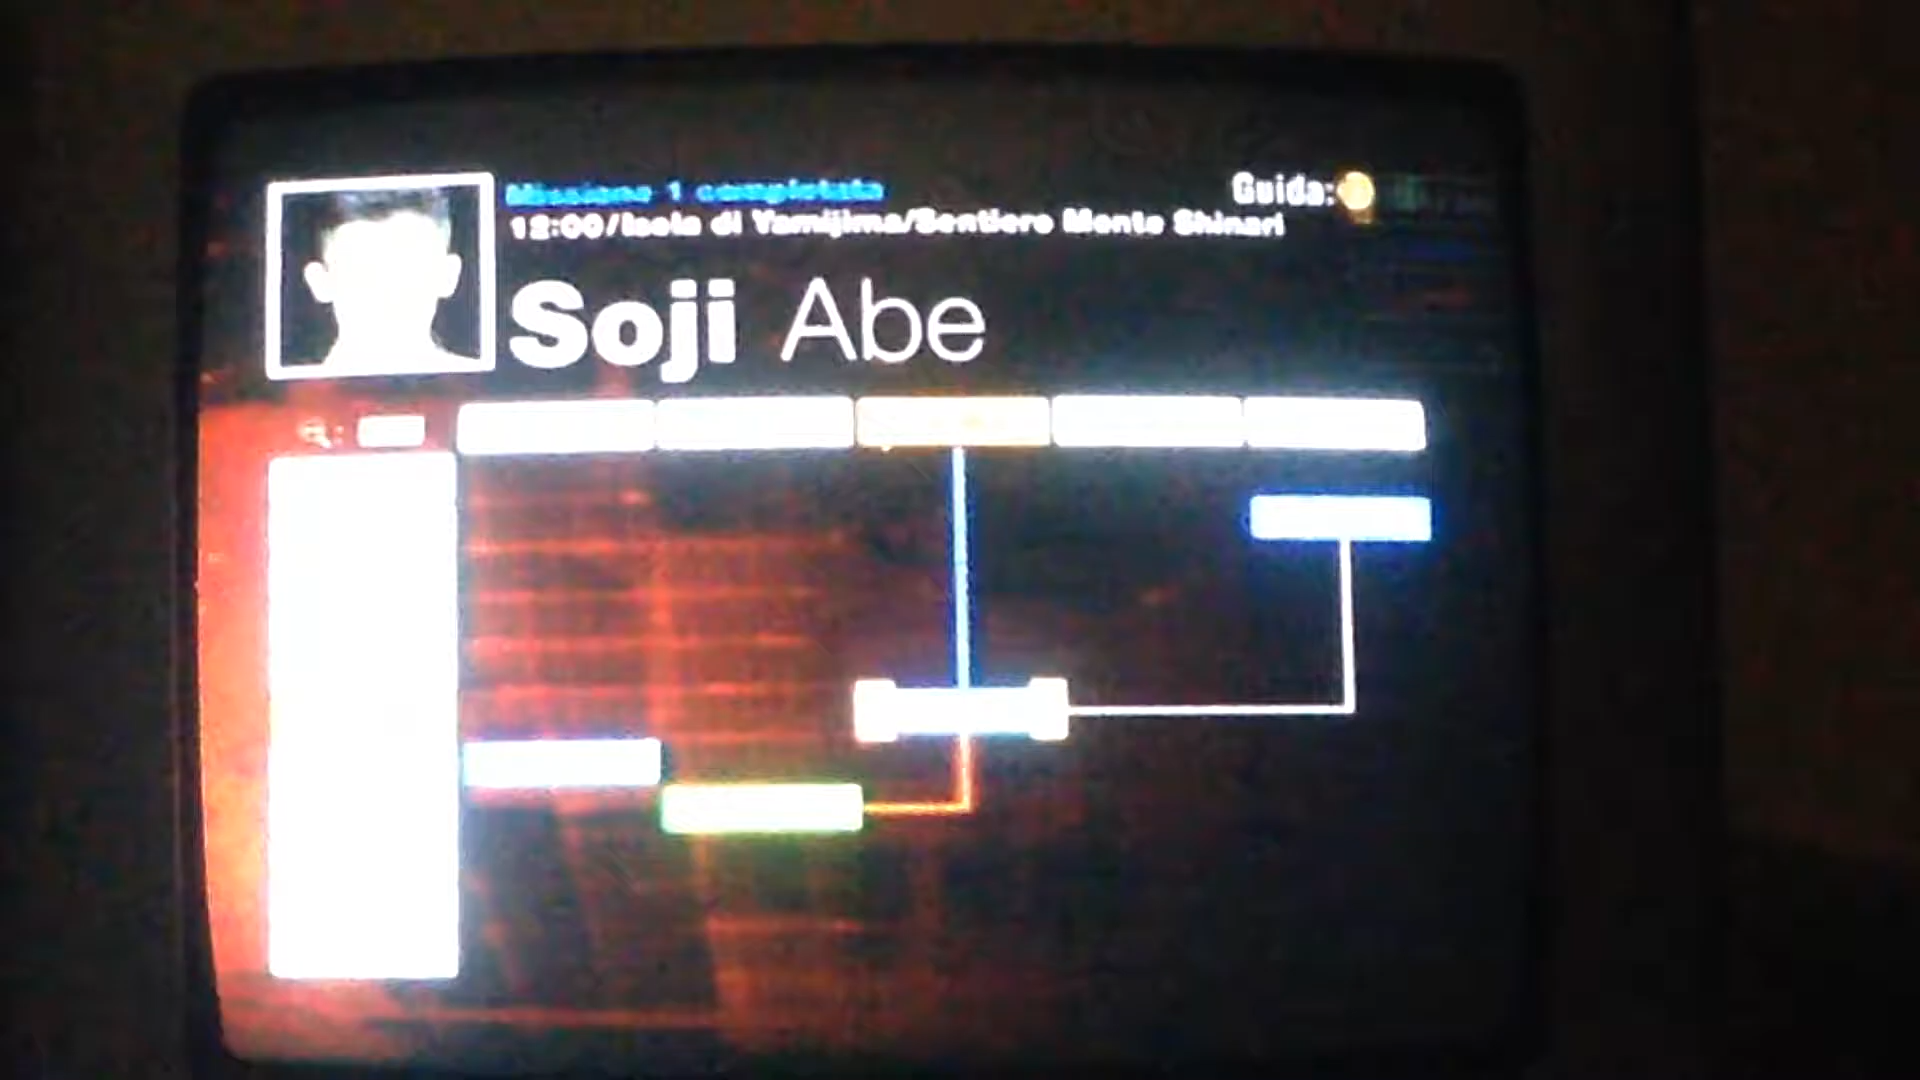 Missione 1 completata
Guida:
12:00/Isola di Yamijima/Sentiero Monte Shinari
Soji Abe